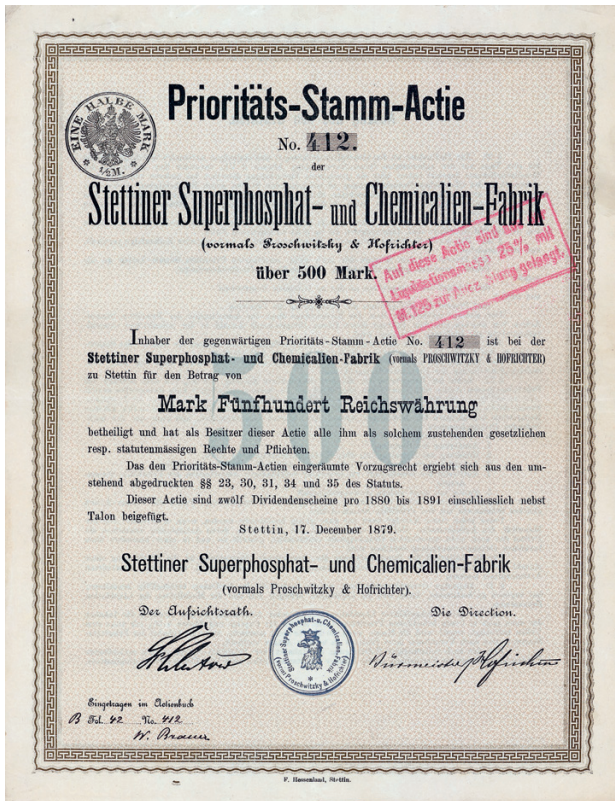 Prioritäts-Stamm-Actie
EINE HALBE MARK
½M.
No. 412.
der
Stettiner Superphosphat- und Chemicalien-Fabrik
(vormals Proschwitzky & Hofrichter)
über 500 Mark.
Auf diese Actie sind aus der
Liquidationsmasse 25% mit
M. 125 zur Auszahlung gelangt.
500
Inhaber der gegenwärtigen Prioritäts-Stamm-Actie No. 412 ist bei der
Stettiner Superphosphat- und Chemicalien-Fabrik (vormals PROSCHWITZKY & HOFRICHTER)
zu Stettin für den Betrag von
Mark Fünfhundert Reichswährung
betheiligt und hat als Besitzer dieser Actie alle ihm als solchem zustehenden gesetzlichen
resp. statutenmässigen Rechte und Pflichten.
Das den Prioritäts-Stamm-Actien eingeräumte Vorzugsrecht ergiebt sich aus den um-
stehend abgedruckten §§ 23, 30, 31, 34 und 35 des Statuts.
Dieser Actie sind zwölf Dividendenscheine pro 1880 bis 1891 einschliesslich nebst
Talon beigefügt.
Stettin, 17. December 1879.
Stettiner Superphosphat- und Chemicalien-Fabrik
(vormals Proschwitzky & Hofrichter).
Der Aufsichtsrath.
Die Direction.
Stettiner Superphosphat-u. Chemicalien-Fabrik
(vorm Proschwitzky & Hofrichter)
Hofrichter
Eingetragen im Actienbuch
B Fol. 42 No. 412
W. Brauer
F. Hessenland, Stettin.